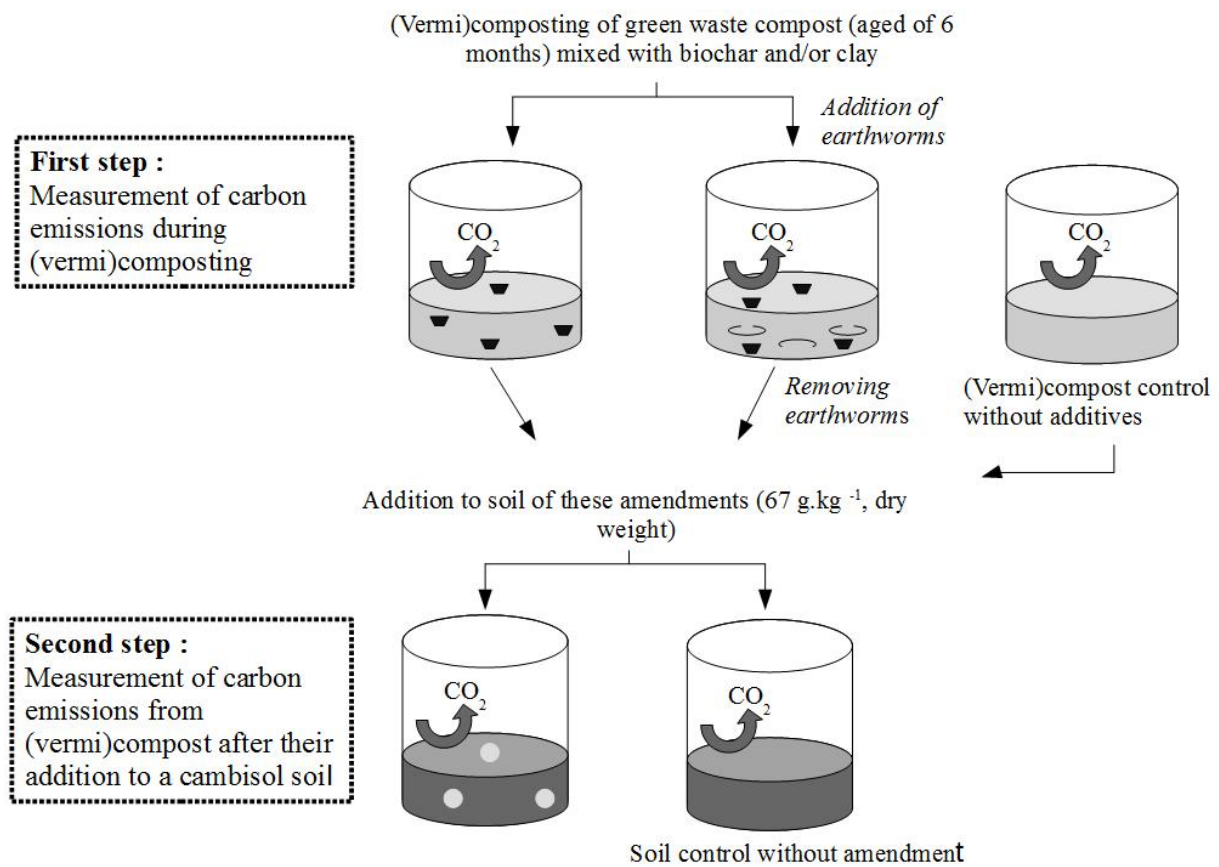 (Vermi)composting of green waste compost (aged of 6
months) mixed with biochar and/or clay
Addition of
earthworms
First step :
Measurement of carbon
emissions during
(vermi)composting
CO2
CO2
CO2
Removing
earthworms
(Vermi)compost control
without additives
Addition to soil of these amendments (67 g.kg -1, dry
weight)
Second step :
Measurement of carbon
emissions from
(vermi)compost after their
addition to a cambisol soil
CO2
CO2
Soil control without amendment